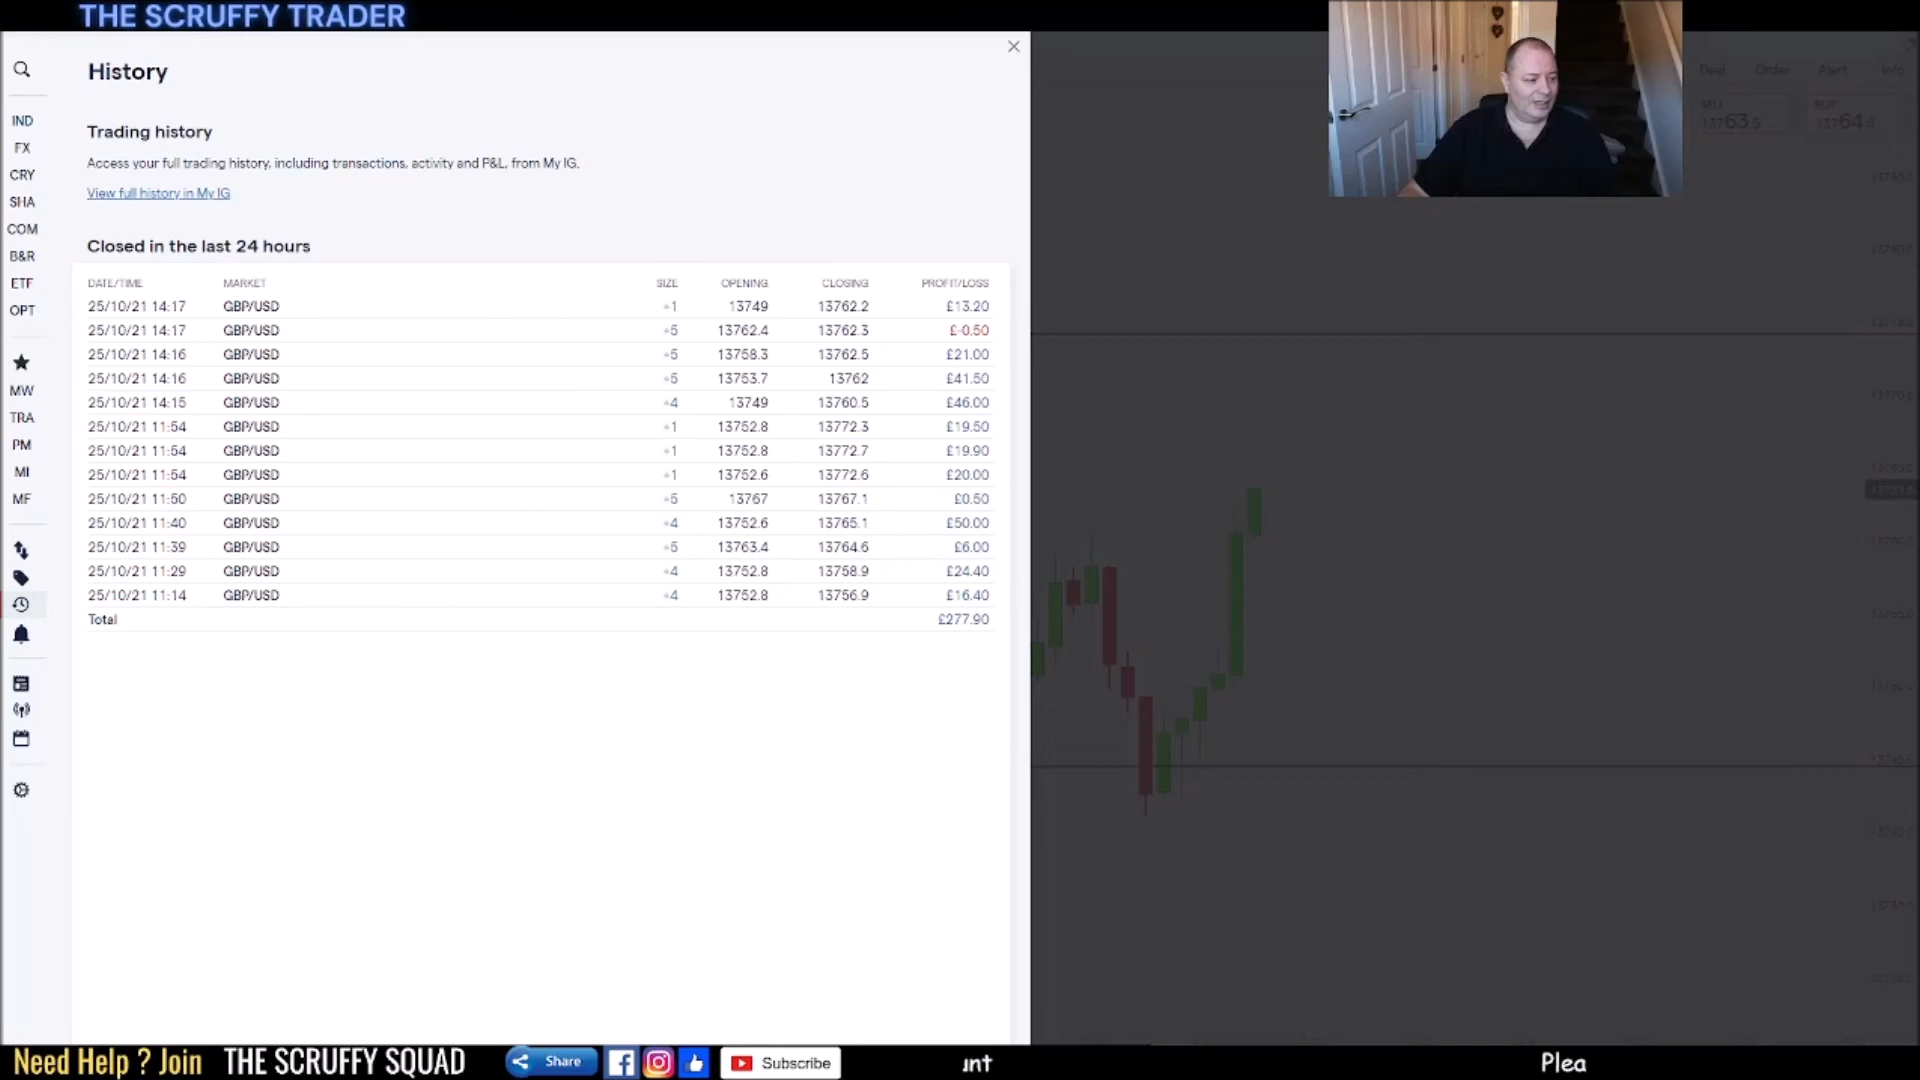 THE SCRUFFY TRADER
History
Trading history
Access your full trading history, including transactions, activity and P&L, from My IG.
View full history in My IG
Closed in the last 24 hours
DATE/TIME MARKET SIZE OPENING CLOSING PROFIT/LOSS
25/10/21 14:17 GBP/USD +1 13749 13762.2 £13.20
25/10/21 14:17 GBP/USD +5 13762.4 13762.3 £-0.50
25/10/21 14:16 GBP/USD +5 13758.3 13762.5 £21.00
25/10/21 14:16 GBP/USD +5 13753.7 13762 £41.50
25/10/21 14:15 GBP/USD +4 13749 13760.5 £46.00
25/10/21 11:54 GBP/USD +1 13752.8 13772.3 £19.50
25/10/21 11:54 GBP/USD +1 13752.8 13772.7 £19.90
25/10/21 11:54 GBP/USD +1 13752.6 13772.6 £20.00
25/10/21 11:50 GBP/USD +5 13767 13767.1 £0.50
25/10/21 11:40 GBP/USD +4 13752.6 13765.1 £50.00
25/10/21 11:39 GBP/USD +5 13763.4 13764.6 £6.00
25/10/21 11:29 GBP/USD +4 13752.8 13758.9 £24.40
25/10/21 11:14 GBP/USD +4 13752.8 13756.9 £16.40
Total £277.90
IND
FX
CRY
SHA
COM
B&R
ETF
OPT
MW
TRA
PM
MI
MF
Deal Order Alert Info
SELL BUY
13763.5 13764
Need Help ? Join THE SCRUFFY SQUAD Share Subscribe unt Plea